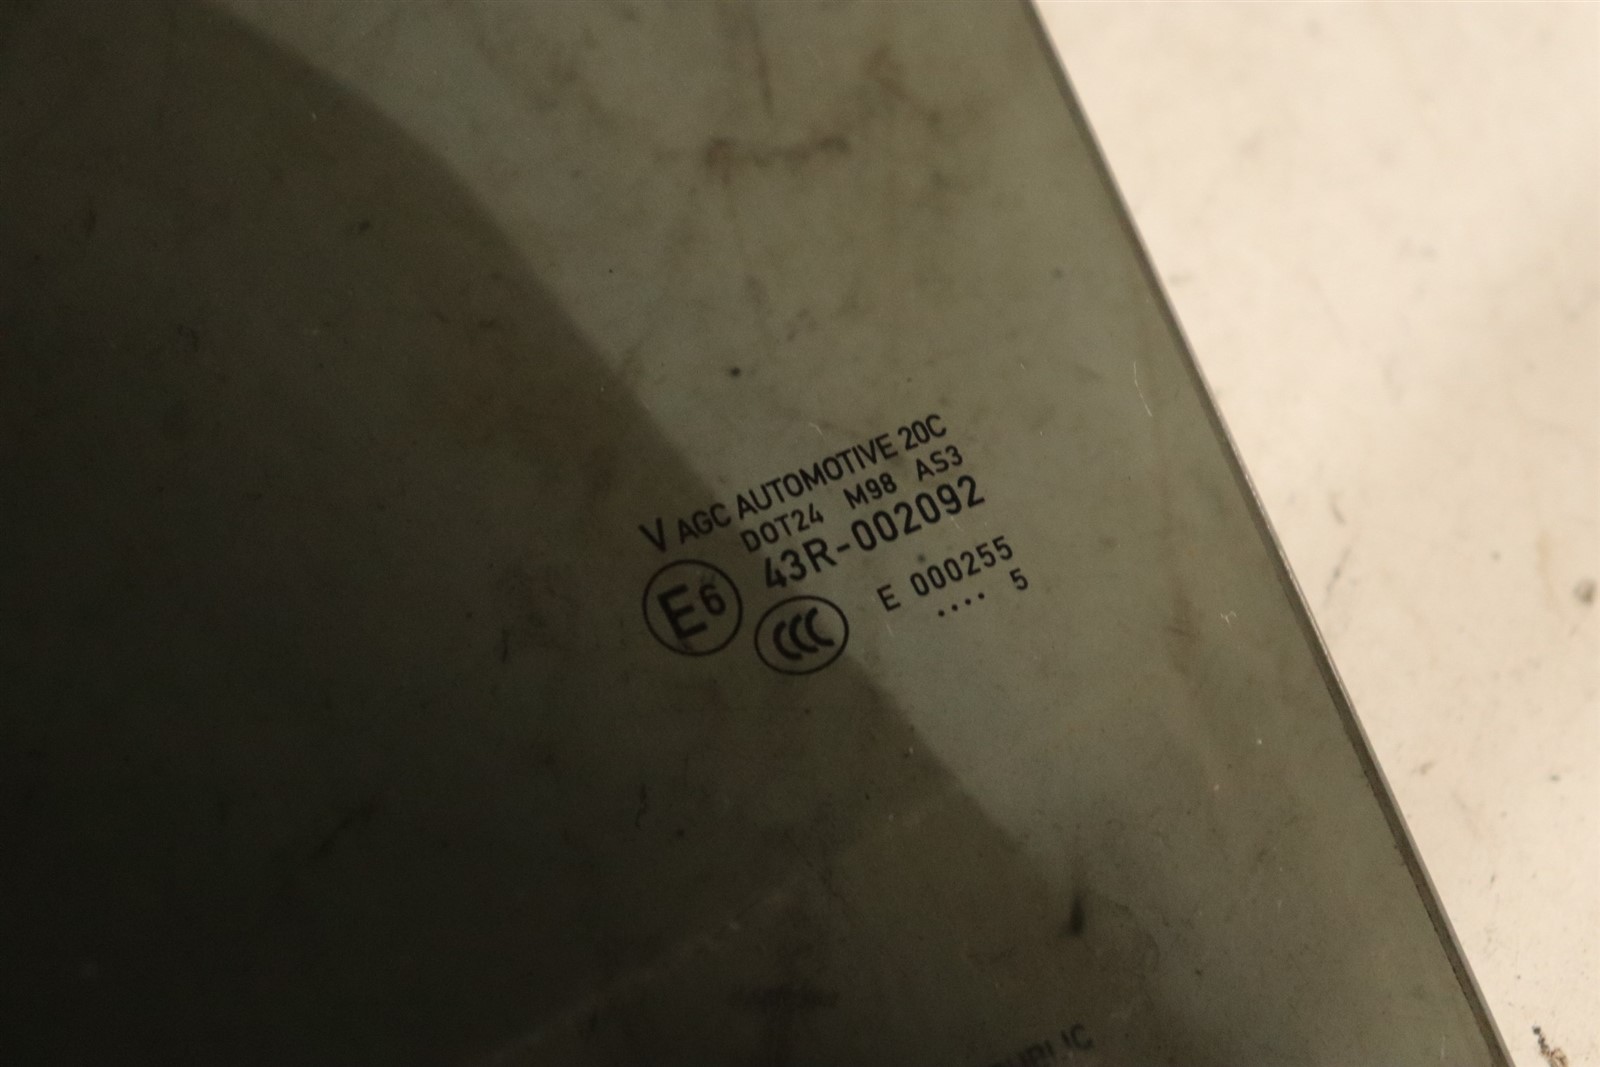 V AGC AUTOMOTIVE 20C
DOT24 M98 AS3
43R-002092
E6
CCC
E 000255
.... 5